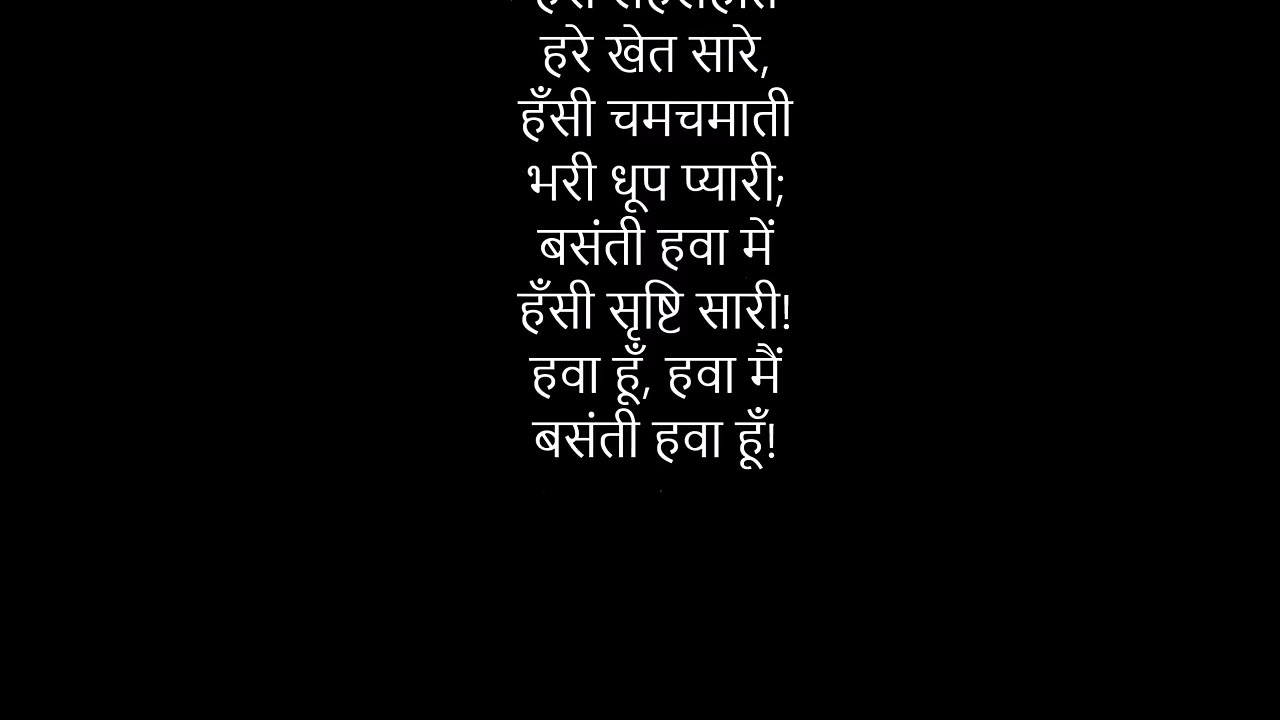 हरे खेत सारे,
हँसी चमचमाती
भरी धूप प्यारी;
बसंती हवा में
हँसी सृष्टि सारी!
हवा हूँ, हवा मैं
बसंती हवा हूँ!